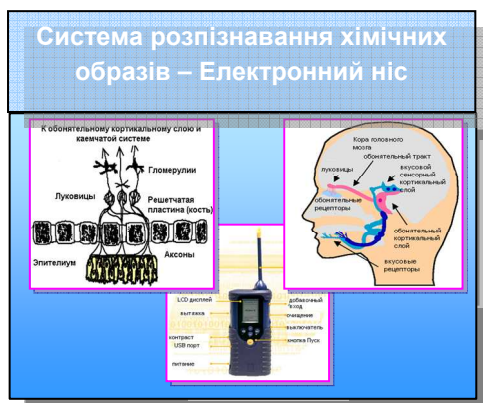 Система розпізнавання хімічних
образів – Електронний ніс
К обонятельному кортикальному слою и
каемчатой системе
Гломерулии
Луковицы
Решетчатая
пластина (кость)
Эпителиум
Аксоны
Кора головного
мозга
обонятельный тракт
луковицы
вкусовой
сенсорный
кортикальный
слой
обонятельные
рецепторы
обонятельный
кортикальный
слой
вкусовые
рецепторы
LCD дисплей
добавочный
вход
вытяжка
очищение
выключатель
контраст
USB порт
кнопка Пуск
питание